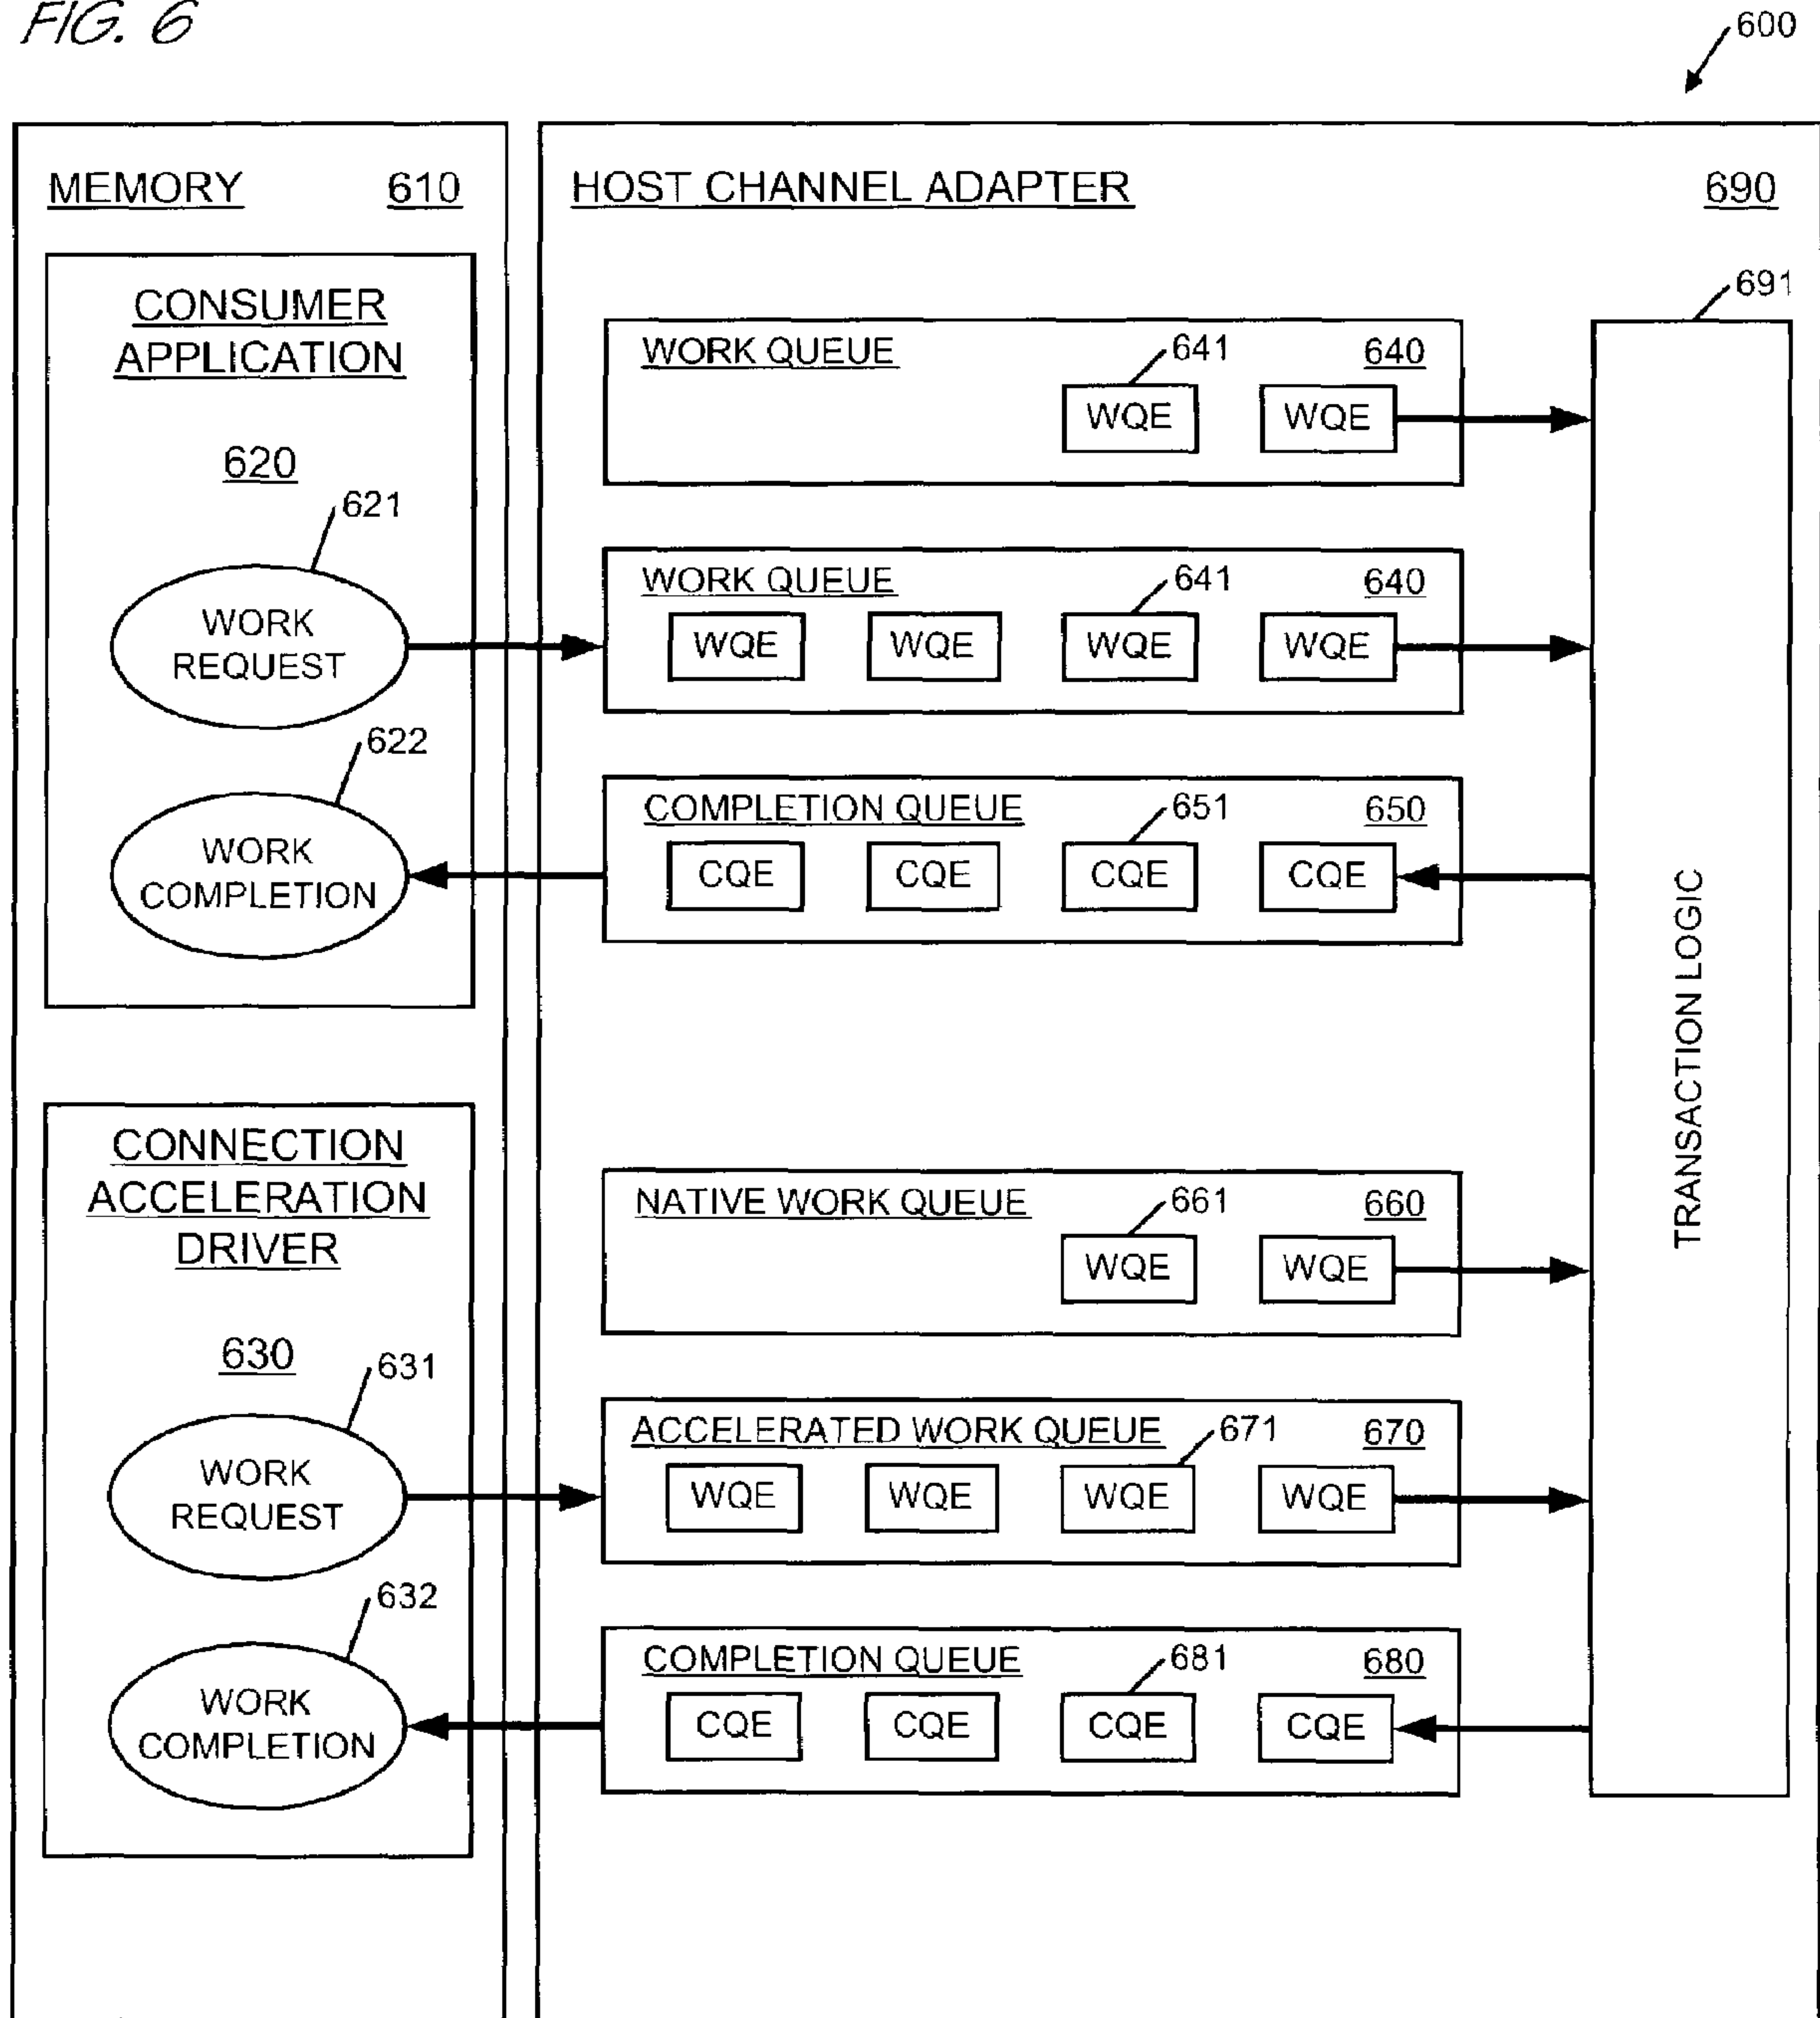 FIG. 6
600
MEMORY 610
HOST CHANNEL ADAPTER 690
CONSUMER
APPLICATION
620
621
WORK
REQUEST
622
WORK
COMPLETION
WORK QUEUE 641 640
WQE WQE
WORK QUEUE 641 640
WQE WQE WQE WQE
COMPLETION QUEUE 651 650
CQE CQE CQE CQE
691
TRANSACTION LOGIC
CONNECTION
ACCELERATION
DRIVER
630
631
WORK
REQUEST
632
WORK
COMPLETION
NATIVE WORK QUEUE 661 660
WQE WQE
ACCELERATED WORK QUEUE 671 670
WQE WQE WQE WQE
COMPLETION QUEUE 681 680
CQE CQE CQE CQE